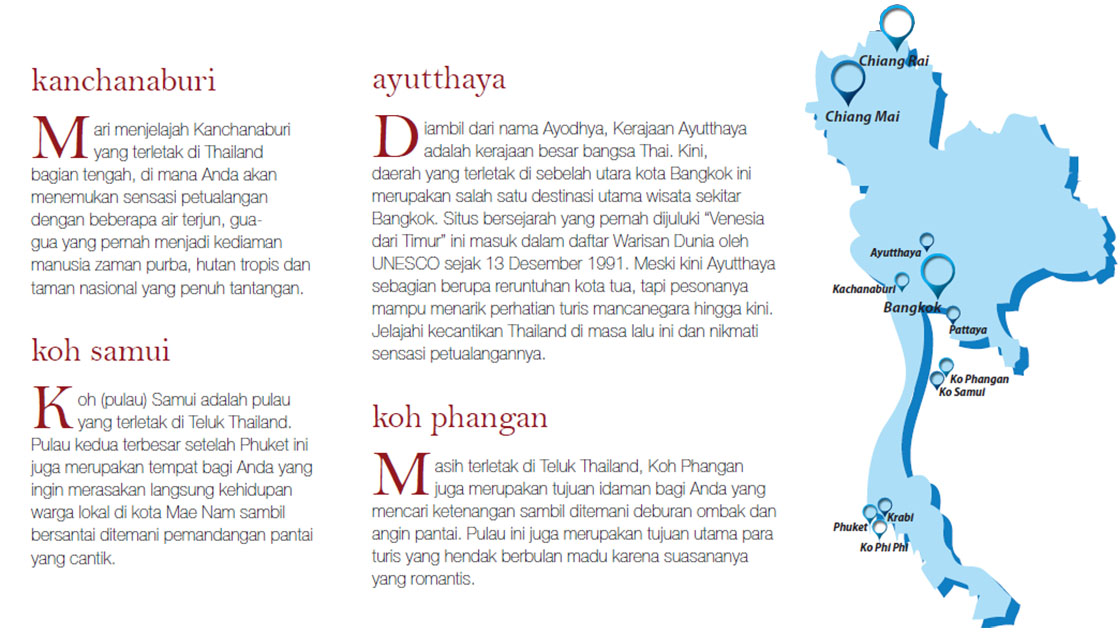 kanchanaburi
Mari menjelajah Kanchanaburi
yang terletak di Thailand
bagian tengah, di mana Anda akan
menemukan sensasi petualangan
dengan beberapa air terjun, gua-
gua yang pernah menjadi kediaman
manusia zaman purba, hutan tropis dan
taman nasional yang penuh tantangan.
koh samui
Koh (pulau) Samui adalah pulau
yang terletak di Teluk Thailand.
Pulau kedua terbesar setelah Phuket ini
juga merupakan tempat bagi Anda yang
ingin merasakan langsung kehidupan
warga lokal di kota Mae Nam sambil
bersantai ditemani pemandangan pantai
yang cantik.
ayutthaya
Diambil dari nama Ayodhya, Kerajaan Ayutthaya
adalah kerajaan besar bangsa Thai. Kini,
daerah yang terletak di sebelah utara kota Bangkok ini
merupakan salah satu destinasi utama wisata sekitar
Bangkok. Situs bersejarah yang pernah dijuluki “Venesia
dari Timur” ini masuk dalam daftar Warisan Dunia oleh
UNESCO sejak 13 Desember 1991. Meski kini Ayutthaya
sebagian berupa reruntuhan kota tua, tapi pesonanya
mampu menarik perhatian turis mancanegara hingga kini.
Jelajahi kecantikan Thailand di masa lalu ini dan nikmati
sensasi petualangannya.
koh phangan
Masih terletak di Teluk Thailand, Koh Phangan
juga merupakan tujuan idaman bagi Anda yang
mencari ketenangan sambil ditemani deburan ombak dan
angin pantai. Pulau ini juga merupakan tujuan utama para
turis yang hendak berbulan madu karena suasananya
yang romantis.
Chiang Rai
Chiang Mai
Ayutthaya
Kachanaburi
Bangkok
Pattaya
Ko Phangan
Ko Samui
Krabi
Phuket
Ko Phi Phi